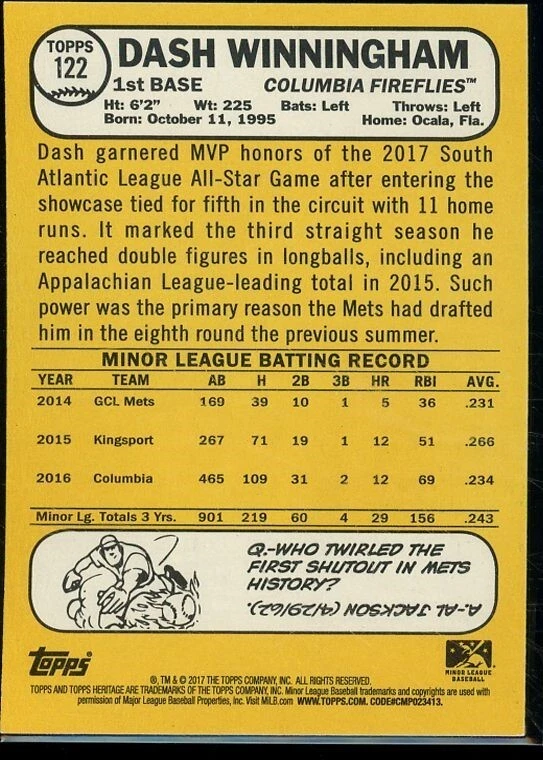 TOPPS
122
DASH WINNINGHAM
1st BASE COLUMBIA FIREFLIES™
Ht: 6'2" Wt: 225 Bats: Left Throws: Left
Born: October 11, 1995 Home: Ocala, Fla.
Dash garnered MVP honors of the 2017 South
Atlantic League All-Star Game after entering the
showcase tied for fifth in the circuit with 11 home
runs. It marked the third straight season he
reached double figures in longballs, including an
Appalachian League-leading total in 2015. Such
power was the primary reason the Mets had drafted
him in the eighth round the previous summer.
MINOR LEAGUE BATTING RECORD
YEAR TEAM AB H 2B 3B HR RBI AVG.
2014 GCL Mets 169 39 10 1 5 36 .231
2015 Kingsport 267 71 19 1 12 51 .266
2016 Columbia 465 109 31 2 12 69 .234
Minor Lg. Totals 3 Yrs. 901 219 60 4 29 156 .243
Q.-WHO TWIRLED THE
FIRST SHUTOUT IN METS
HISTORY?
A-AL JACKSON (4/29/62).
Topps
MINOR LEAGUE
BASEBALL
®, TM & © 2017 THE TOPPS COMPANY, INC. ALL RIGHTS RESERVED.
TOPPS AND TOPPS HERITAGE ARE TRADEMARKS OF THE TOPPS COMPANY, INC. Minor League Baseball trademarks and copyrights are used with
permission of Major League Baseball Properties, Inc. Visit MiLB.com WWW.TOPPS.COM. CODE#CMP023413.